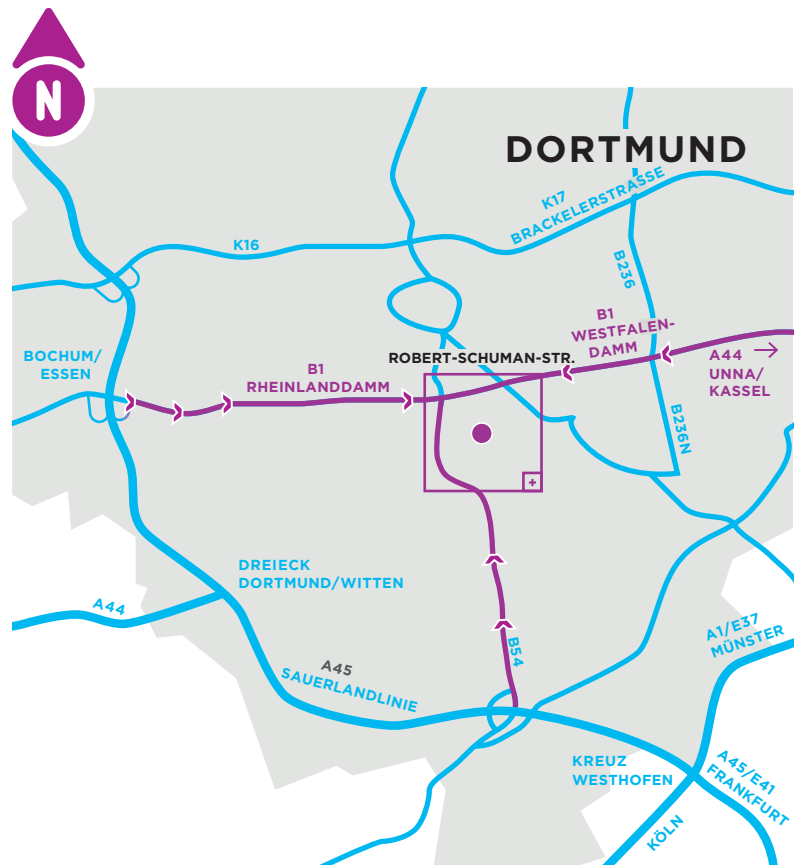 N
DORTMUND
K17
BRACKELERSTRASSE
K16
B236
B1
WESTFALEN-
DAMM
BOCHUM/
ESSEN
B1
RHEINLANDDAMM
ROBERT-SCHUMAN-STR.
A44 →
UNNA/
KASSEL
B236N
+
DREIECK
DORTMUND/WITTEN
A44
A45
SAUERLANDLINIE
B54
A1/E37
MÜNSTER
KREUZ
WESTHOFEN
A45/E41
FRANKFURT
KÖLN